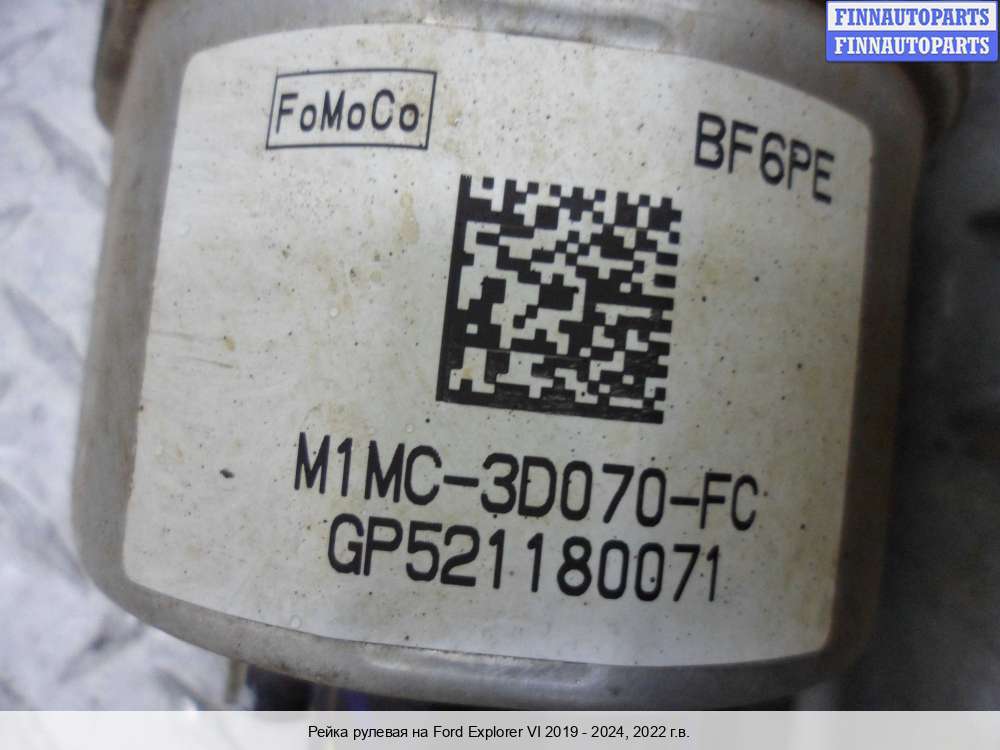 FINNAUTOPARTS
FINNAUTOPARTS
FoMoCo
BF6PE
M1MC-3D070-FC
GP521180071
Рейка рулевая на Ford Explorer VI 2019 - 2024, 2022 г.в.